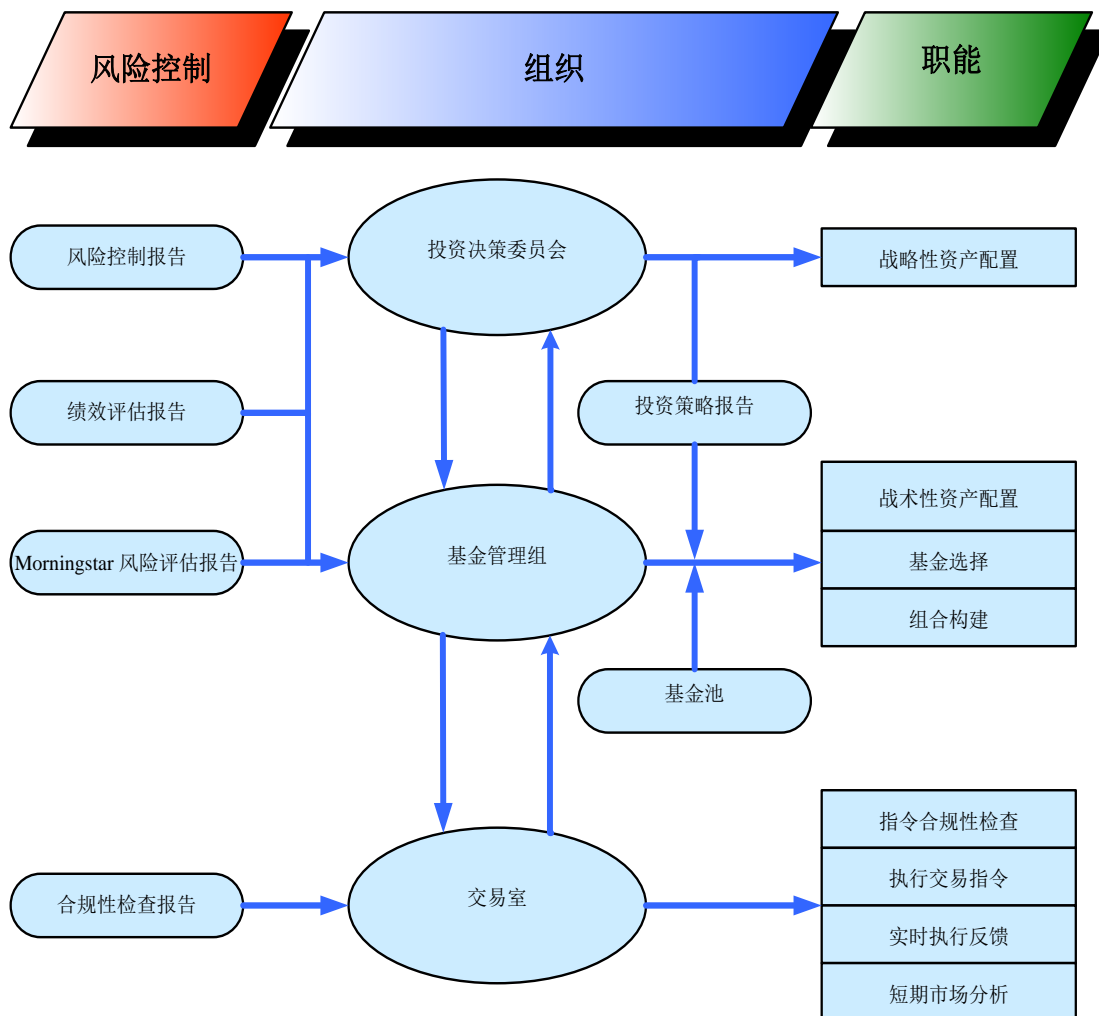 风险控制
组织
职能
风险控制报告
投资决策委员会
战略性资产配置
绩效评估报告
投资策略报告
战术性资产配置
Morningstar 风险评估报告
基金管理组
基金选择
组合构建
基金池
指令合规性检查
合规性检查报告
交易室
执行交易指令
实时执行反馈
短期市场分析